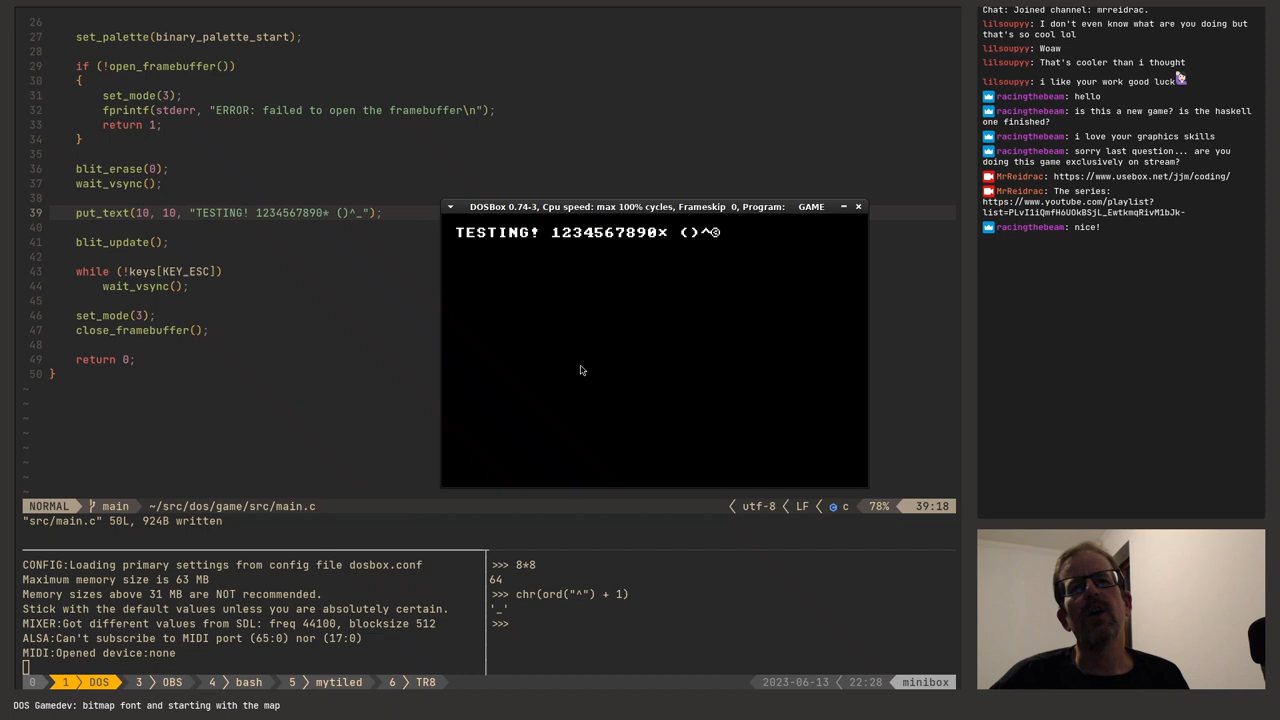 26
27 set_palette(binary_palette_start);
28
29 if (!open_framebuffer())
30 {
31 set_mode(3);
32 fprintf(stderr, "ERROR: failed to open the framebuffer\n");
33 return 1;
34 }
35
36 blit_erase(0);
37 wait_vsync();
38
39 put_text(10, 10, "TESTING! 1234567890* ()^_");
40
41 blit_update();
42
43 while (!keys[KEY_ESC])
44 wait_vsync();
45
46 set_mode(3);
47 close_framebuffer();
48
49 return 0;
50 }
~
~
~
~
~
~
~
~
DOSBox 0.74-3, Cpu speed: max 100% cycles, Frameskip 0, Program: GAME
TESTING! 1234567890× ()^☺
NORMAL main ~/src/dos/game/src/main.c utf-8 LF c 78% 39:18
"src/main.c" 50L, 924B written
CONFIG:Loading primary settings from config file dosbox.conf
Maximum memory size is 63 MB
Memory sizes above 31 MB are NOT recommended.
Stick with the default values unless you are absolutely certain.
MIXER:Got different values from SDL: freq 44100, blocksize 512
ALSA:Can't subscribe to MIDI port (65:0) nor (17:0)
MIDI:Opened device:none
>>> 8*8
64
>>> chr(ord("^") + 1)
'_'
>>>
0 1 DOS 3 OBS 4 bash 5 mytiled 6 TR8 2023-06-13 22:28 minibox
DOS Gamedev: bitmap font and starting with the map
Chat: Joined channel: mrreidrac.
lilsoupyy: I don't even know what are you doing but
that's so cool lol
lilsoupyy: Woaw
lilsoupyy: That's cooler than i thought
lilsoupyy: i like your work good luck
racingthebeam: hello
racingthebeam: is this a new game? is the haskell
one finished?
racingthebeam: i love your graphics skills
racingthebeam: sorry last question... are you
doing this game exclusively on stream?
MrReidrac: https://www.usebox.net/jjm/coding/
MrReidrac: The series:
https://www.youtube.com/playlist?
list=PLvI1iQmfH6UOkBSjL_EwtkmqRivM1bJk-
racingthebeam: nice!